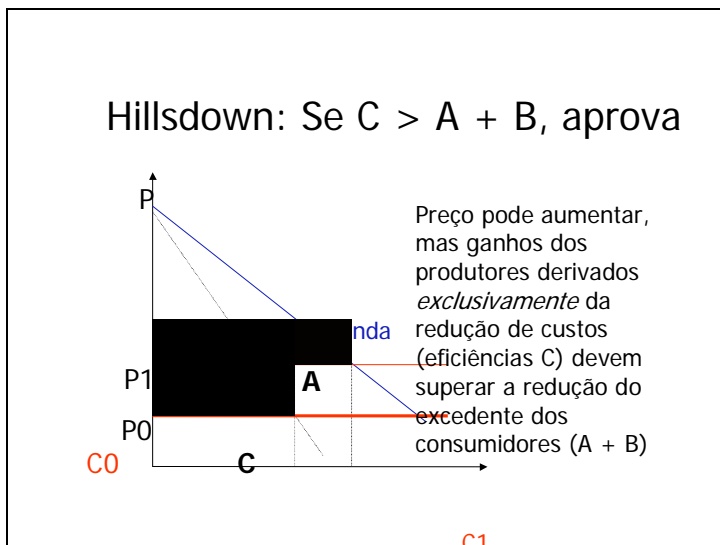 Hillsdown: Se C > A + B, aprova
P
Preço pode aumentar,
mas ganhos dos
produtores derivados
exclusivamente da
redução de custos
(eficiências C) devem
superar a redução do
excedente dos
consumidores (A + B)
nda
P1
A
P0
C0
C
C1